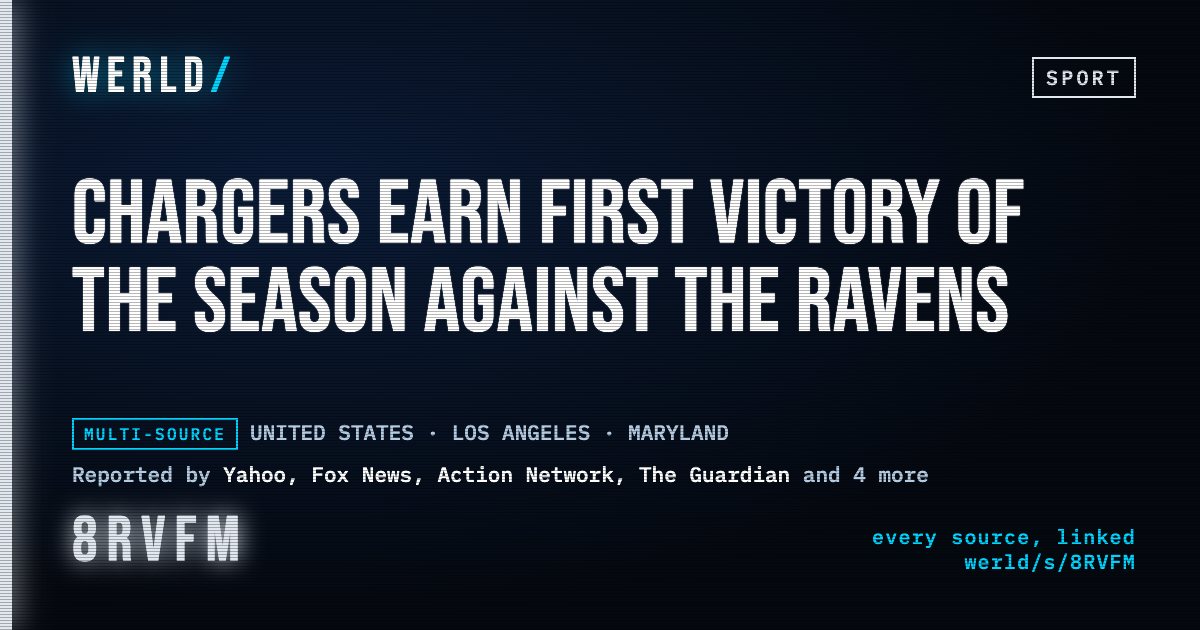 WERLD/
SPORT
CHARGERS EARN FIRST VICTORY OF
THE SEASON AGAINST THE RAVENS
MULTI-SOURCE UNITED STATES · LOS ANGELES · MARYLAND
Reported by Yahoo, Fox News, Action Network, The Guardian and 4 more
8RVFM
every source, linked
werld/s/8RVFM